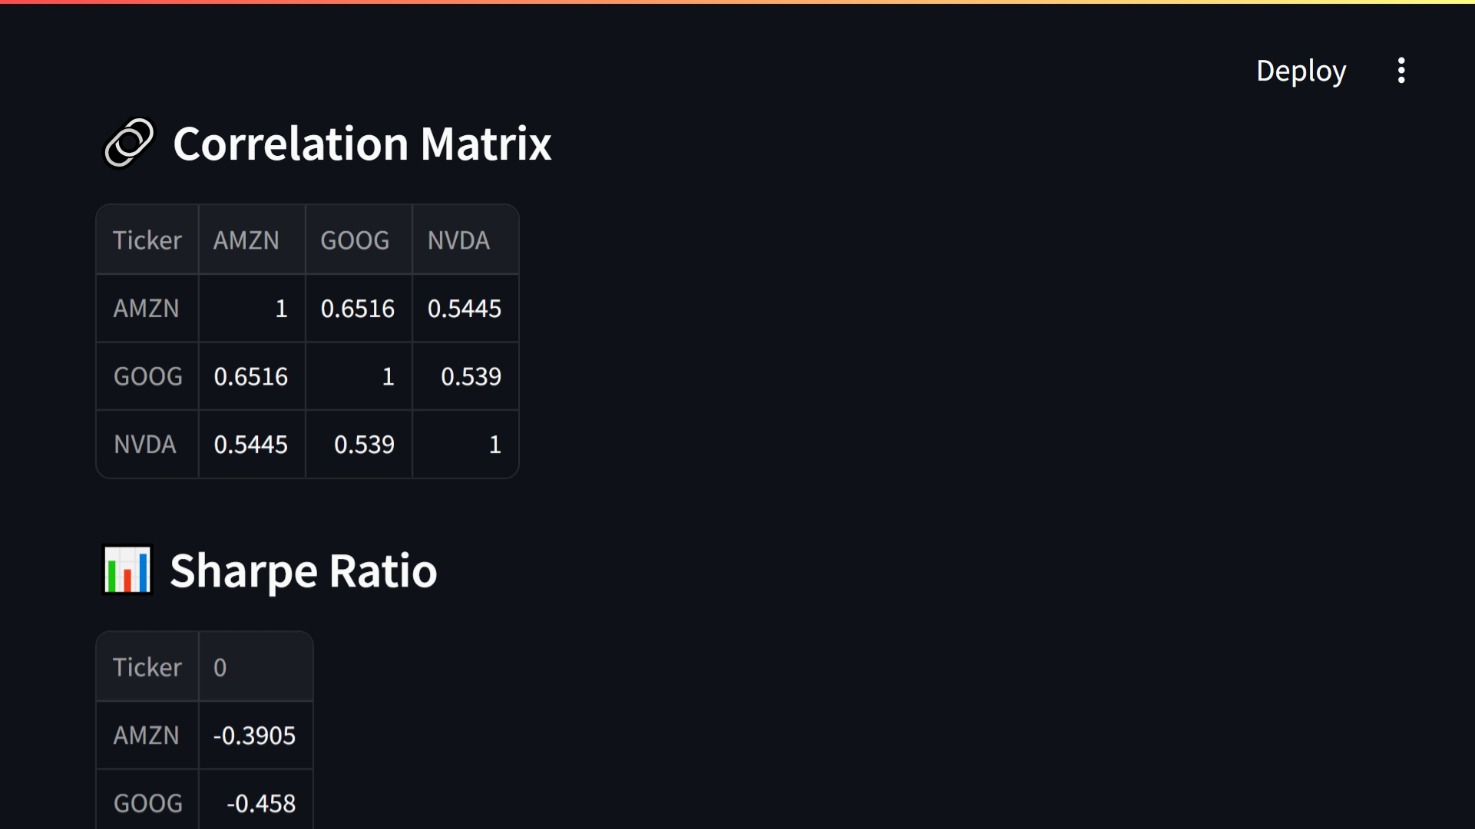 Deploy
Correlation Matrix
Ticker AMZN GOOG NVDA
AMZN 1 0.6516 0.5445
GOOG 0.6516 1 0.539
NVDA 0.5445 0.539 1
Sharpe Ratio
Ticker 0
AMZN -0.3905
GOOG -0.458